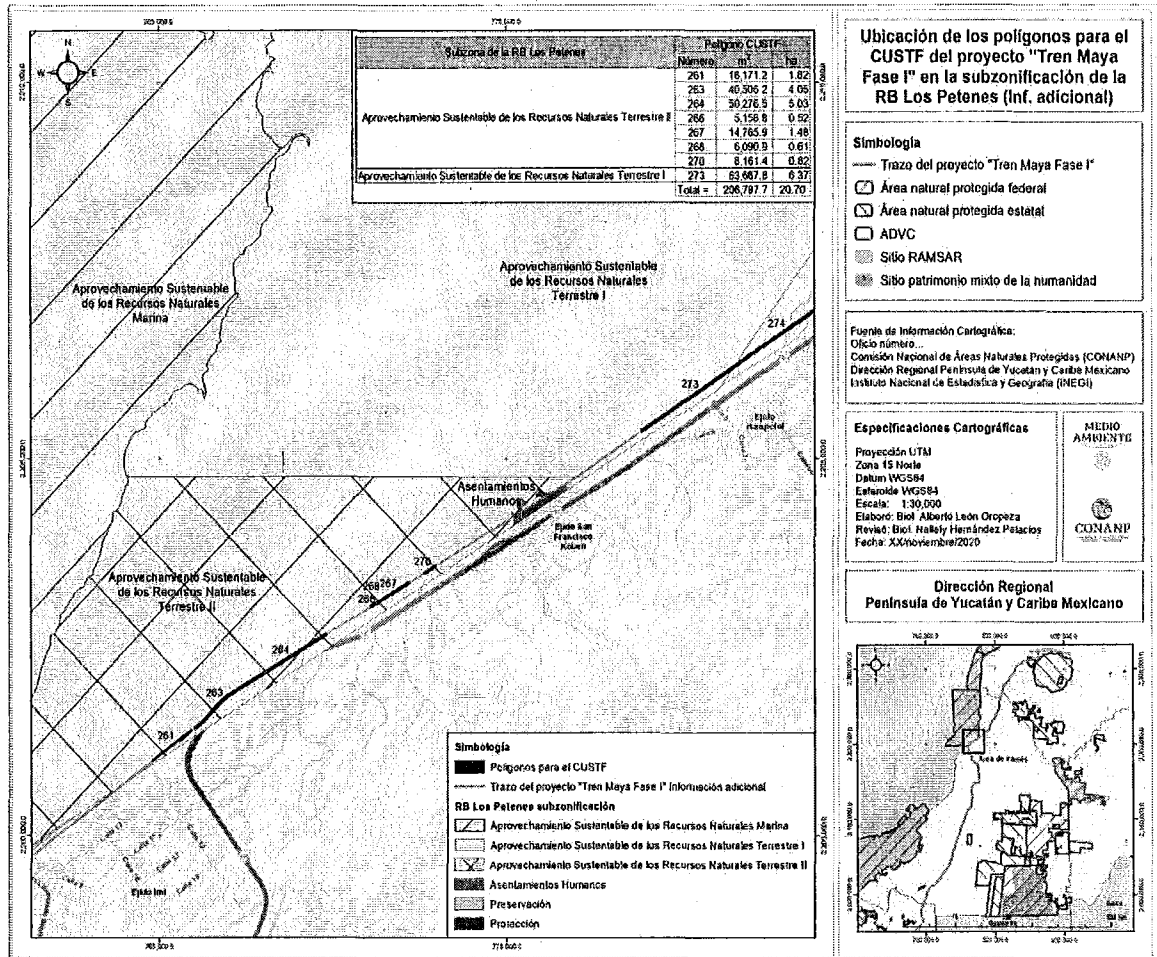 Subzona de la RB Los Petenes
Polígono CUSTF
Número m² ha
Aprovechamiento Sustentable de los Recursos Naturales Terrestre II
261 18,171.2 1.82
263 40,506.2 4.05
264 50,276.5 5.03
266 5,158.8 0.52
267 14,765.9 1.48
268 6,090.9 0.61
270 8,161.4 0.82
Aprovechamiento Sustentable de los Recursos Naturales Terrestre I 273 63,667.8 6.37
Total = 206,797.7 20.70
N
W E
S
Aprovechamiento Sustentable
de los Recursos Naturales
Marina
Aprovechamiento Sustentable
de los Recursos Naturales
Terrestre I
274
273
Asentamientos
Humanos
Ejido San
Francisco
270
267
268
266
Aprovechamiento Sustentable
de los Recursos Naturales
Terrestre II
264
263
261
Simbología
Polígonos para el CUSTF
Trazo del proyecto "Tren Maya Fase I" Información adicional
RB Los Petenes subzonificación
Aprovechamiento Sustentable de los Recursos Naturales Marina
Aprovechamiento Sustentable de los Recursos Naturales Terrestre I
Aprovechamiento Sustentable de los Recursos Naturales Terrestre II
Asentamientos Humanos
Preservación
Protección
Ubicación de los polígonos para el
CUSTF del proyecto "Tren Maya
Fase I" en la subzonificación de la
RB Los Petenes (Inf. adicional)
Simbología
Trazo del proyecto "Tren Maya Fase I"
Área natural protegida federal
Área natural protegida estatal
ADVC
Sitio RAMSAR
Sitio patrimonio mixto de la humanidad
Fuente de Información Cartográfica:
Oficio número...
Comisión Nacional de Áreas Naturales Protegidas (CONANP)
Dirección Regional Península de Yucatán y Caribe Mexicano
Instituto Nacional de Estadística y Geografía (INEGI)
Especificaciones Cartográficas
Proyección UTM
Zona 15 Norte
Datum WGS84
Esferoide WGS84
Escala: 1:30,000
Elaboró: Biol. Alberto León Oropeza
Revisó: Biol. Nallely Hernández Palacios
Fecha: XX/noviembre/2020
MEDIO
AMBIENTE
CONANP
Dirección Regional
Península de Yucatán y Caribe Mexicano
Área de interés